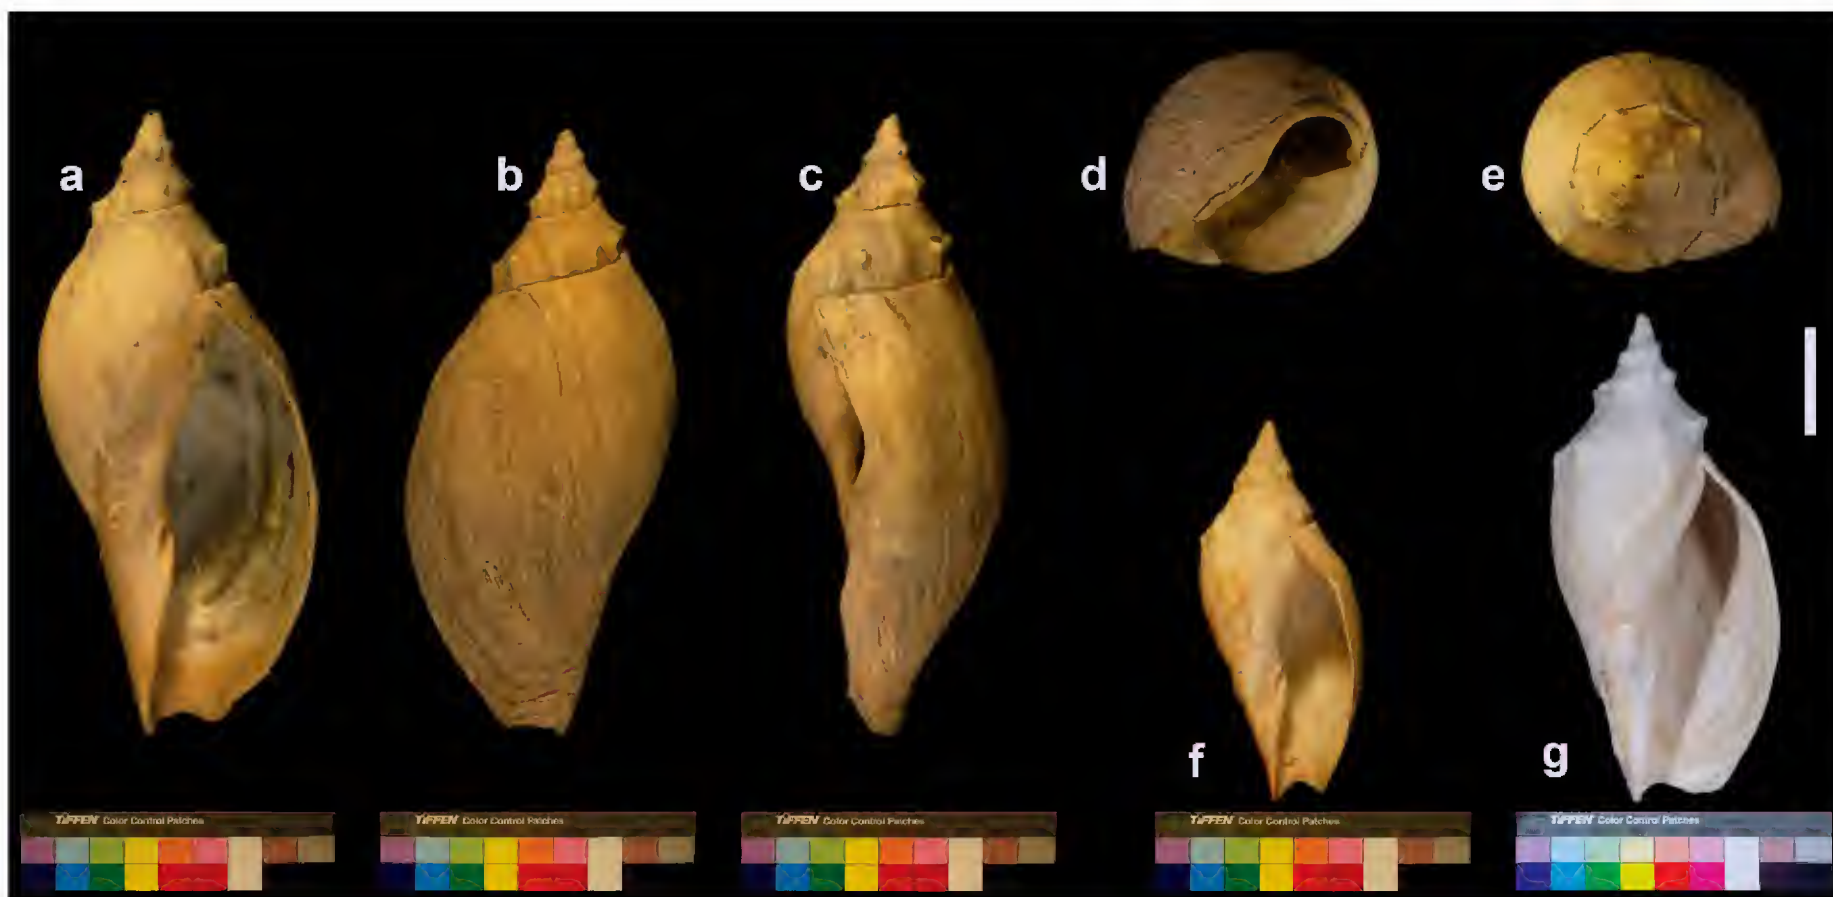 a
b
c
d
e
f
g
TIFFEN Color Control Patches
TIFFEN Color Control Patches
TIFFEN Color Control Patches
TIFFEN Color Control Patches
TIFFEN Color Control Patches